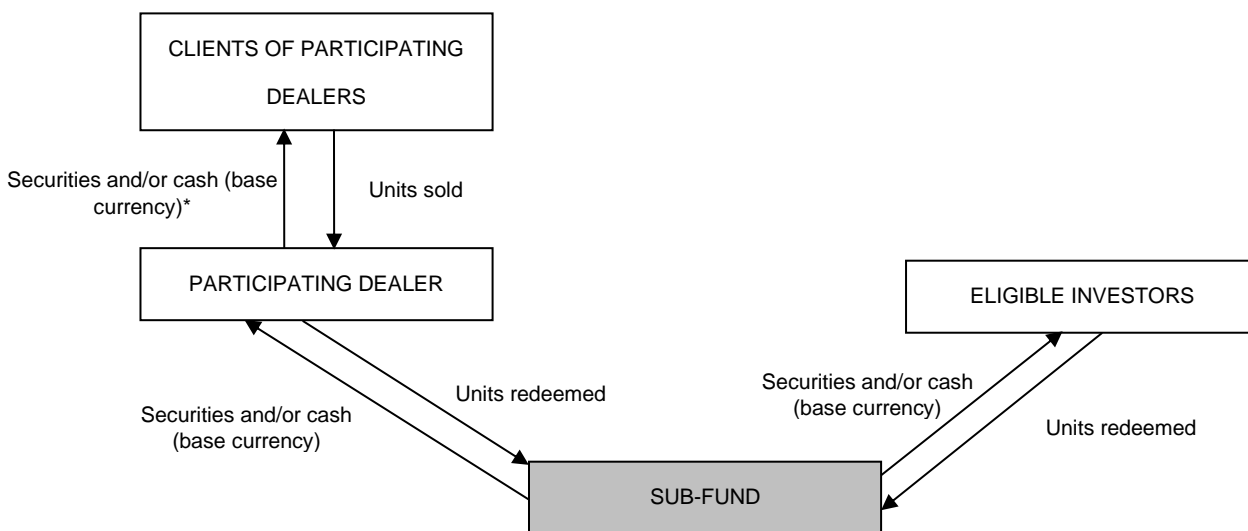 CLIENTS OF PARTICIPATING
DEALERS
Securities and/or cash (base
currency)*
Units sold
PARTICIPATING DEALER
ELIGIBLE INVESTORS
Securities and/or cash
(base currency)
Units redeemed
Securities and/or cash
(base currency)
Units redeemed
SUB-FUND